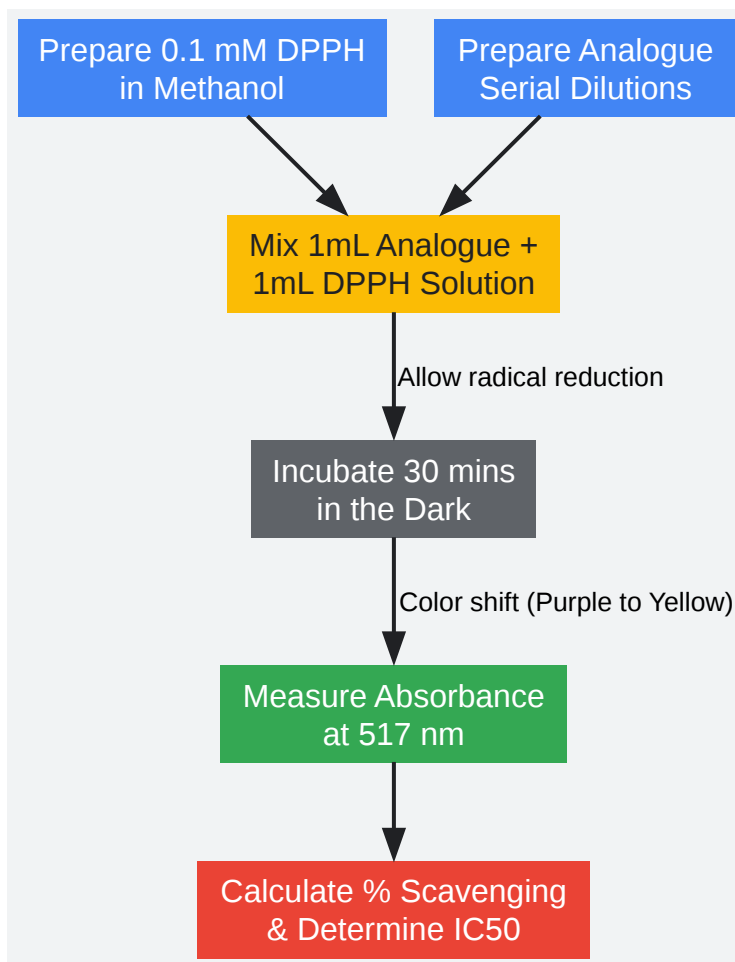 Prepare 0.1 mM DPPH
in Methanol
Prepare Analogue
Serial Dilutions
Mix 1mL Analogue +
1mL DPPH Solution
Allow radical reduction
Incubate 30 mins
in the Dark
Color shift (Purple to Yellow)
Measure Absorbance
at 517 nm
Calculate % Scavenging
& Determine IC50